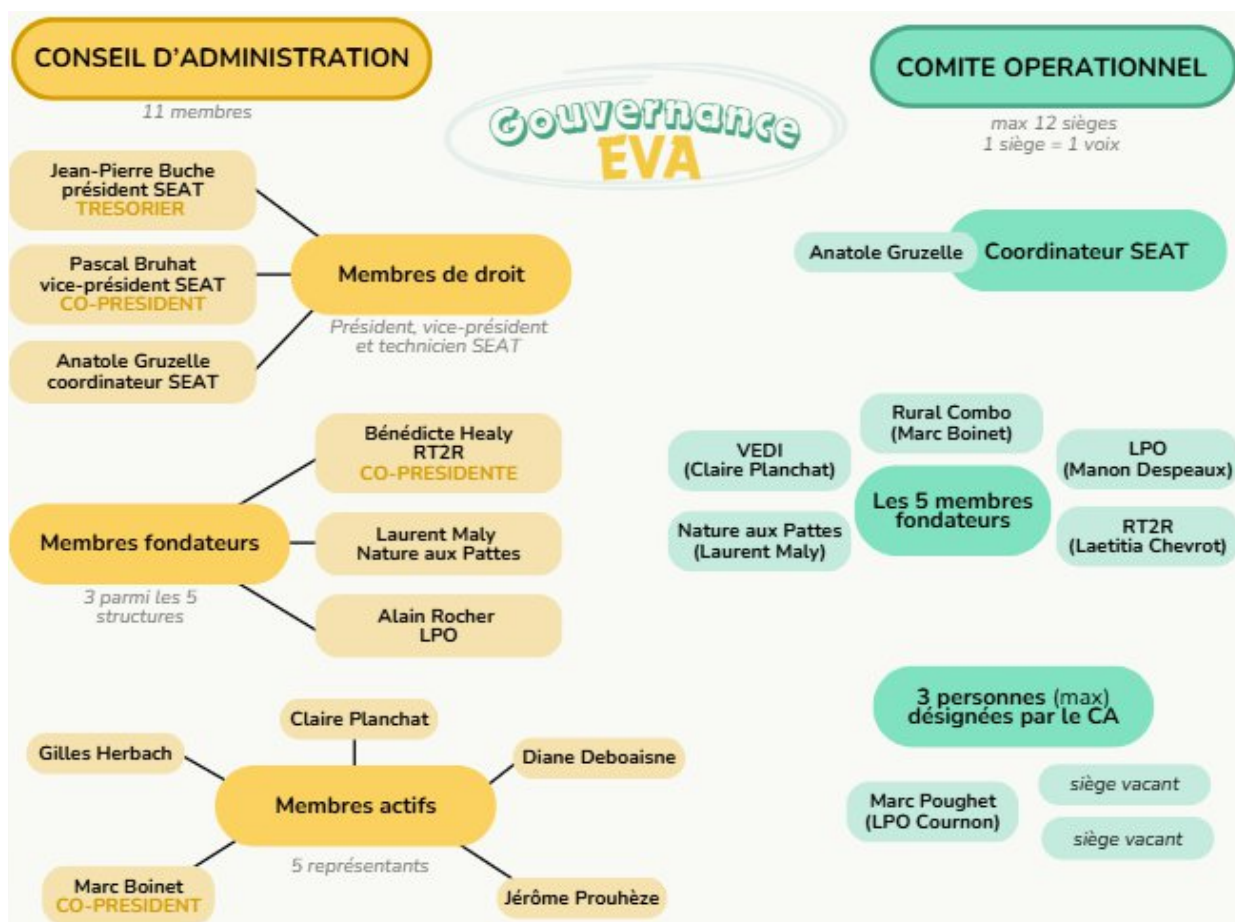 CONSEIL D'ADMINISTRATION
11 membres
Gouvernance
EVA
COMITE OPERATIONNEL
max 12 sièges
1 siège = 1 voix
Jean-Pierre Buche
président SEAT
TRESORIER
Pascal Bruhat
vice-président SEAT
CO-PRESIDENT
Anatole Gruzelle
coordinateur SEAT
Membres de droit
Président, vice-président
et technicien SEAT
Anatole Gruzelle
Coordinateur SEAT
Bénédicte Healy
RT2R
CO-PRESIDENTE
Laurent Maly
Nature aux Pattes
Alain Rocher
LPO
Membres fondateurs
3 parmi les 5
structures
Rural Combo
(Marc Boinet)
VEDI
(Claire Planchat)
LPO
(Manon Despeaux)
Les 5 membres
fondateurs
Nature aux Pattes
(Laurent Maly)
RT2R
(Laetitia Chevrot)
Claire Planchat
Gilles Herbach
Diane Deboaisne
Membres actifs
5 représentants
Marc Boinet
CO-PRESIDENT
Jérôme Prouhèze
3 personnes (max)
désignées par le CA
Marc Poughet
(LPO Cournon)
siège vacant
siège vacant